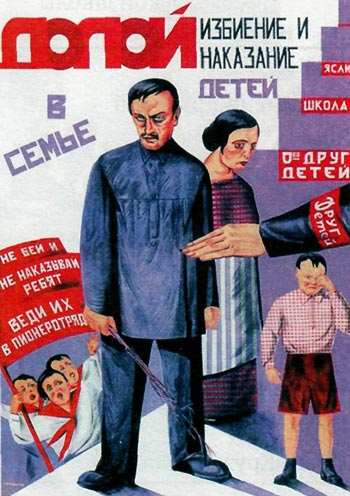 ДОЛОЙ
ИЗБИЕНИЕ И
НАКАЗАНИЕ
ДЕТЕЙ
В
СЕМЬЕ
ЯСЛИ
ШКОЛА
О-во ДРУГ
ДЕТЕЙ
Друг
Детей
НЕ БЕЙ И
НЕ НАКАЗЫВАЙ
РЕБЯТ
ВЕДИ ИХ
В ПИОНЕРОТРЯД